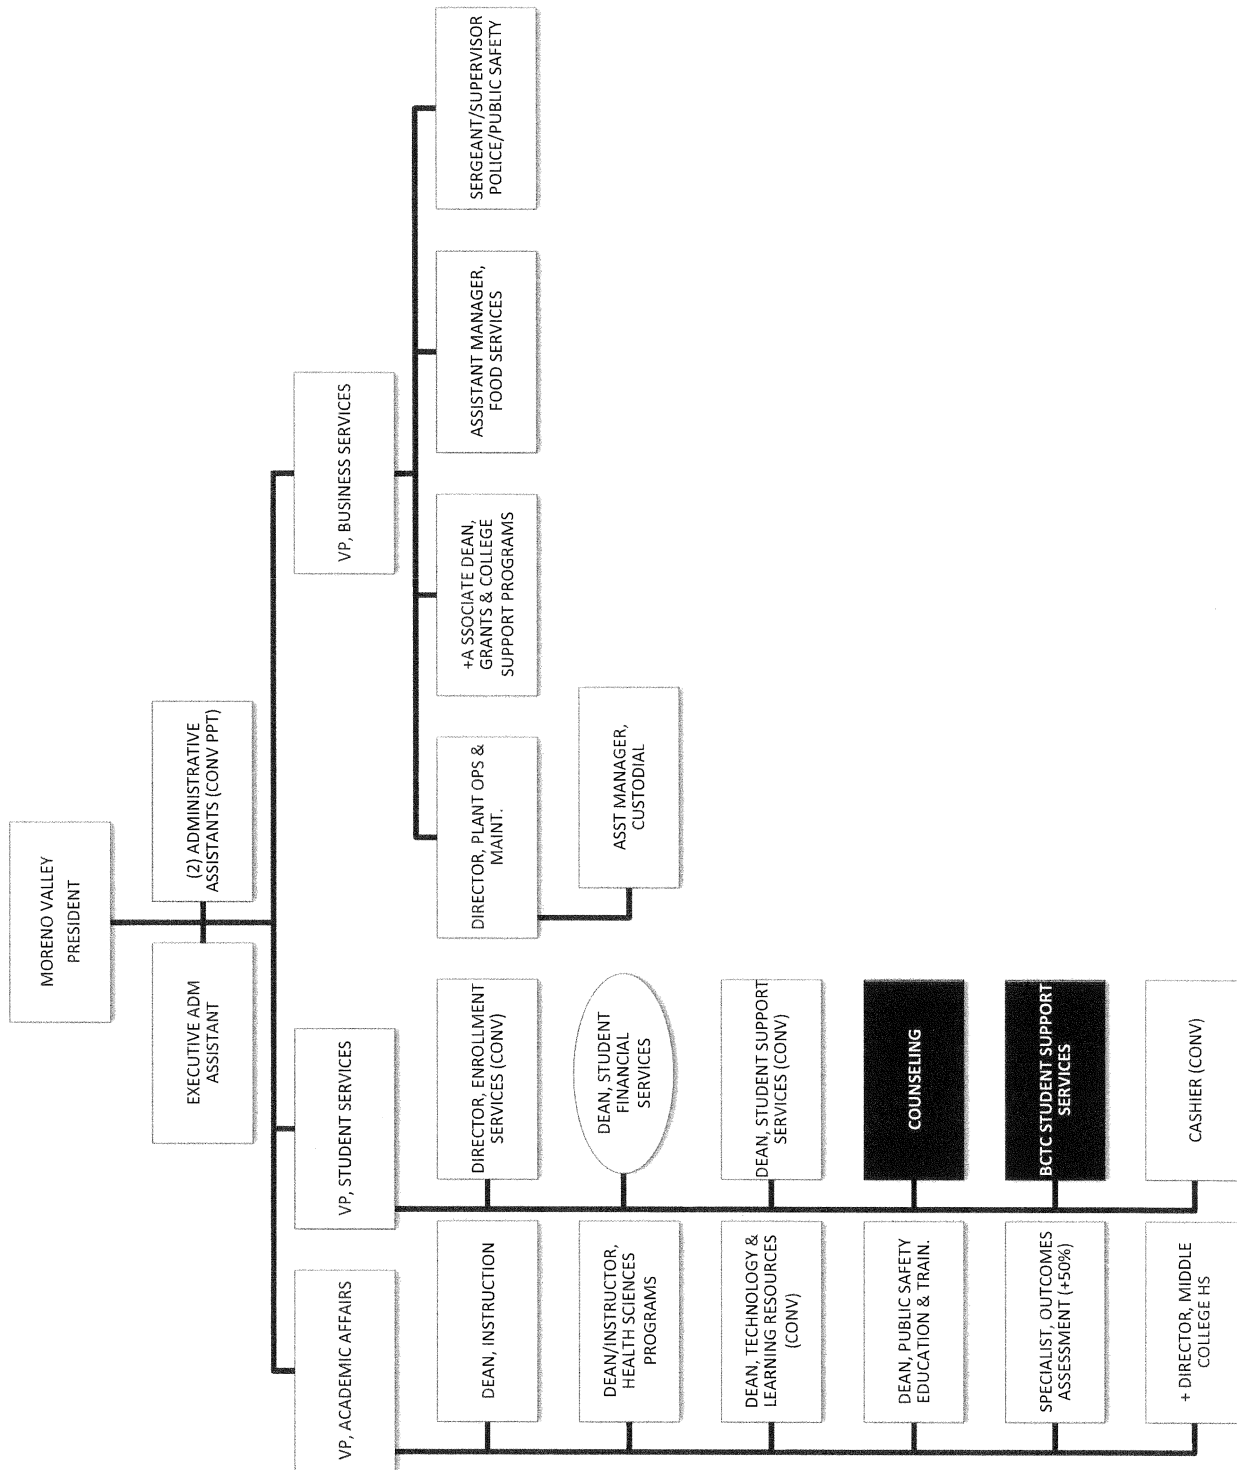 MORENO VALLEY
PRESIDENT
EXECUTIVE ADM
ASSISTANT
(2) ADMINISTRATIVE
ASSISTANTS (CONV PPT)
VP, ACADEMIC AFFAIRS
VP, STUDENT SERVICES
VP, BUSINESS SERVICES
DEAN, INSTRUCTION
DEAN/INSTRUCTOR,
HEALTH SCIENCES
PROGRAMS
DEAN, TECHNOLOGY &
LEARNING RESOURCES
(CONV)
DEAN, PUBLIC SAFETY
EDUCATION & TRAIN.
SPECIALIST, OUTCOMES
ASSESSMENT (+50%)
+ DIRECTOR, MIDDLE
COLLEGE HS
DIRECTOR, ENROLLMENT
SERVICES (CONV)
DEAN, STUDENT
FINANCIAL
SERVICES
DEAN, STUDENT SUPPORT
SERVICES (CONV)
COUNSELING
BCTC STUDENT SUPPORT
SERVICES
CASHIER (CONV)
DIRECTOR, PLANT OPS &
MAINT.
ASST MANAGER,
CUSTODIAL
+A SSOCIATE DEAN,
GRANTS & COLLEGE
SUPPORT PROGRAMS
ASSISTANT MANAGER,
FOOD SERVICES
SERGEANT/SUPERVISOR
POLICE/PUBLIC SAFETY